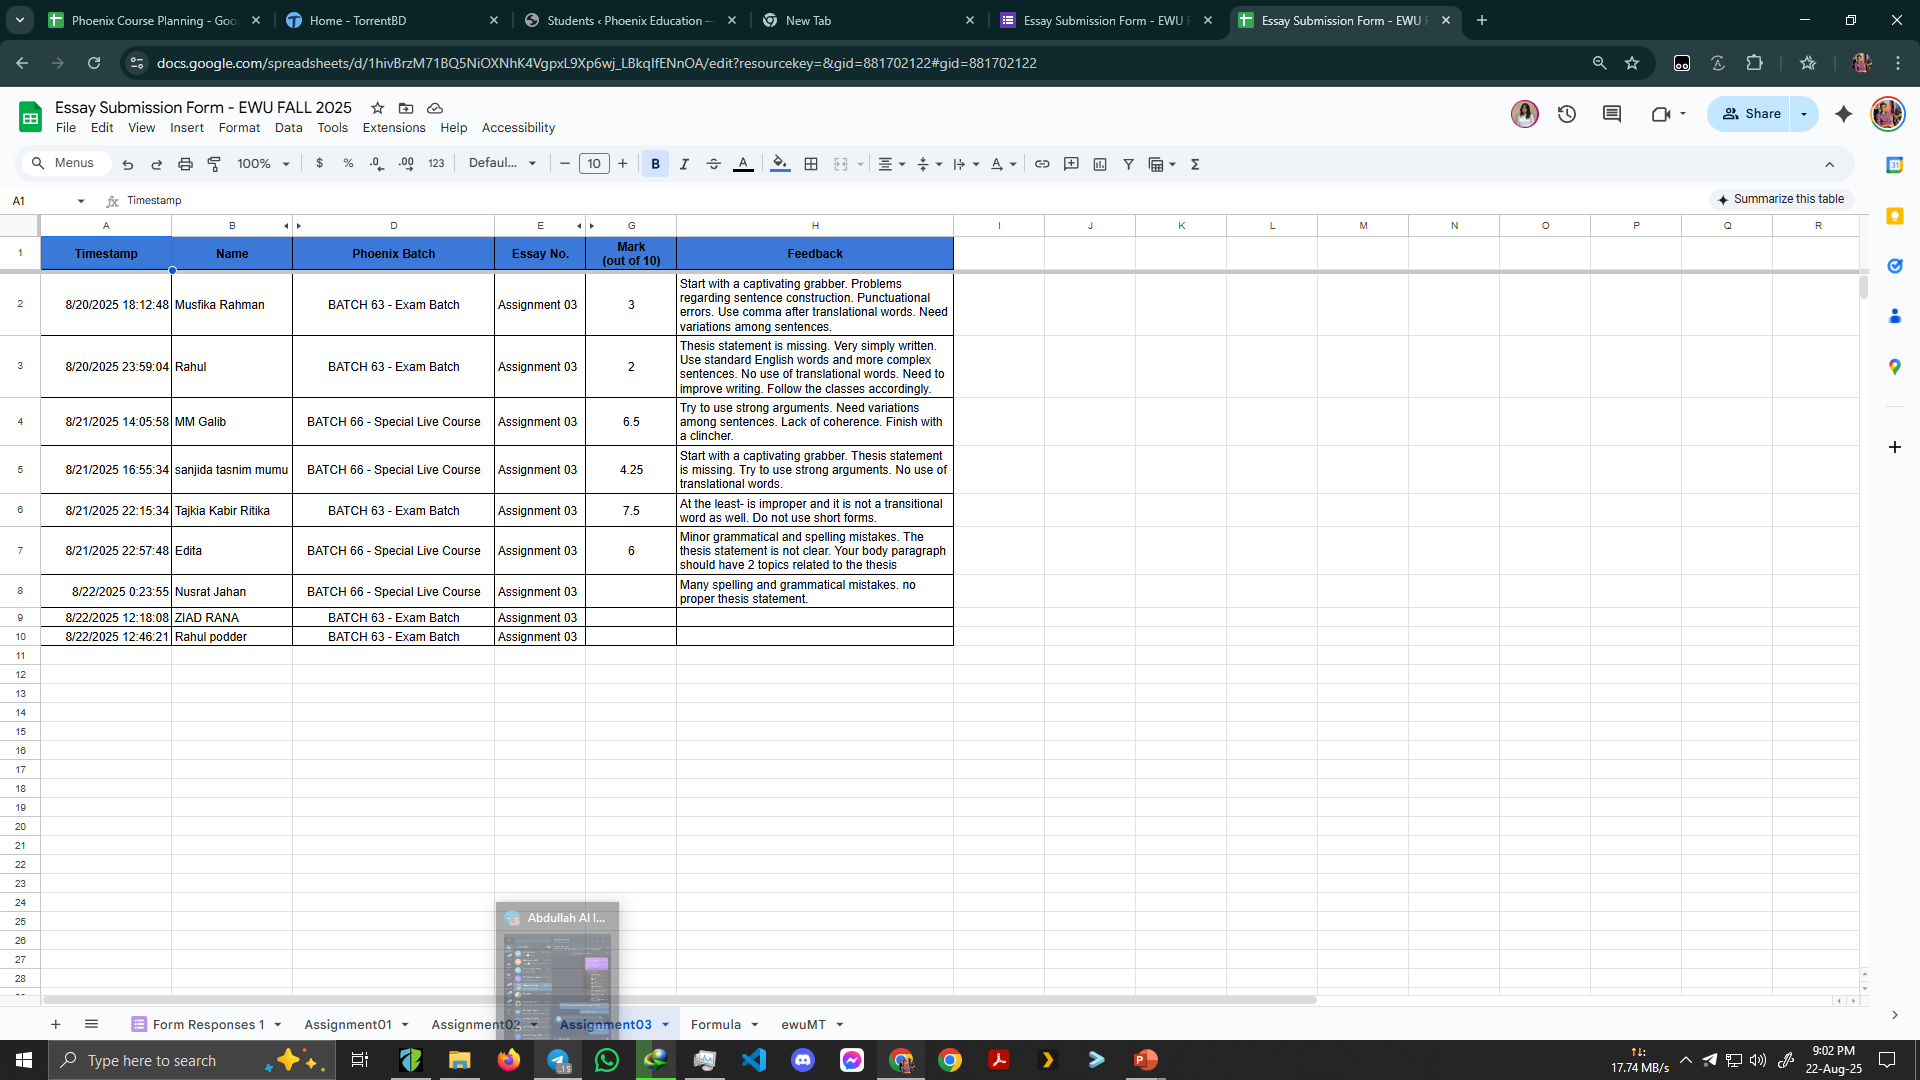 Phoenix Course Planning - Goo
Home - TorrentBD
Students ‹ Phoenix Education —
New Tab
Essay Submission Form - EWU F
Essay Submission Form - EWU F
docs.google.com/spreadsheets/d/1hivBrzM71BQ5NiOXNhK4VgpxL9Xp6wj_LBkqIfENnOA/edit?resourcekey=&gid=881702122#gid=881702122
Essay Submission Form - EWU FALL 2025
File Edit View Insert Format Data Tools Extensions Help Accessibility
Share
Menus 100% $ % .0 .00 123 Defaul... 10 B I A
A1 fx Timestamp
Summarize this table
A B D E G H I J K L M N O P Q R
1 Timestamp Name Phoenix Batch Essay No. Mark (out of 10) Feedback
2 8/20/2025 18:12:48 Musfika Rahman BATCH 63 - Exam Batch Assignment 03 3
Start with a captivating grabber. Problems
regarding sentence construction. Punctuational
errors. Use comma after translational words. Need
variations among sentences.
3 8/20/2025 23:59:04 Rahul BATCH 63 - Exam Batch Assignment 03 2
Thesis statement is missing. Very simply written.
Use standard English words and more complex
sentences. No use of translational words. Need to
improve writing. Follow the classes accordingly.
4 8/21/2025 14:05:58 MM Galib BATCH 66 - Special Live Course Assignment 03 6.5
Try to use strong arguments. Need variations
among sentences. Lack of coherence. Finish with
a clincher.
5 8/21/2025 16:55:34 sanjida tasnim mumu BATCH 66 - Special Live Course Assignment 03 4.25
Start with a captivating grabber. Thesis statement
is missing. Try to use strong arguments. No use of
translational words.
6 8/21/2025 22:15:34 Tajkia Kabir Ritika BATCH 63 - Exam Batch Assignment 03 7.5
At the least- is improper and it is not a transitional
word as well. Do not use short forms.
7 8/21/2025 22:57:48 Edita BATCH 66 - Special Live Course Assignment 03 6
Minor grammatical and spelling mistakes. The
thesis statement is not clear. Your body paragraph
should have 2 topics related to the thesis
8 8/22/2025 0:23:55 Nusrat Jahan BATCH 66 - Special Live Course Assignment 03
Many spelling and grammatical mistakes. no
proper thesis statement.
9 8/22/2025 12:18:08 ZIAD RANA BATCH 63 - Exam Batch Assignment 03
10 8/22/2025 12:46:21 Rahul podder BATCH 63 - Exam Batch Assignment 03
11
12
13
14
15
16
17
18
19
20
21
22
23
24
25
26
27
28
Abdullah Al I...
Form Responses 1 Assignment01 Assignment02 Assignment03 Formula ewuMT
Type here to search
17.74 MB/s
9:02 PM
22-Aug-25